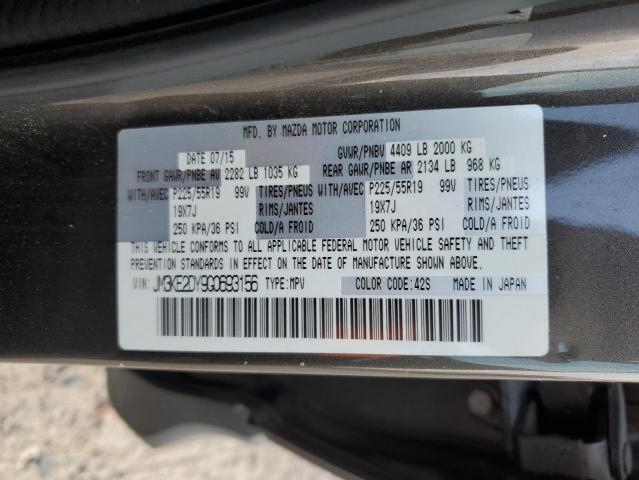 MFD. BY MAZDA MOTOR CORPORATION
DATE 07/15 GVWR/PNBV 4409 LB 2000 KG
FRONT GAWR/PNBE AV 2282 LB 1035 KG REAR GAWR/PNBE AR 2134 LB 968 KG
WITH/AVEC P225/55R19 99V TIRES/PNEUS WITH/AVEC P225/55R19 99V TIRES/PNEUS
19X7J RIMS/JANTES 19X7J RIMS/JANTES
250 KPA/36 PSI COLD/A FROID 250 KPA/36 PSI COLD/A FROID
THIS VEHICLE CONFORMS TO ALL APPLICABLE FEDERAL MOTOR VEHICLE SAFETY AND THEFT
PREVENTION STANDARDS IN EFFECT ON THE DATE OF MANUFACTURE SHOWN ABOVE.
VIN: JM3KE2DY9G0693156 TYPE:MPV COLOR CODE:42S MADE IN JAPAN